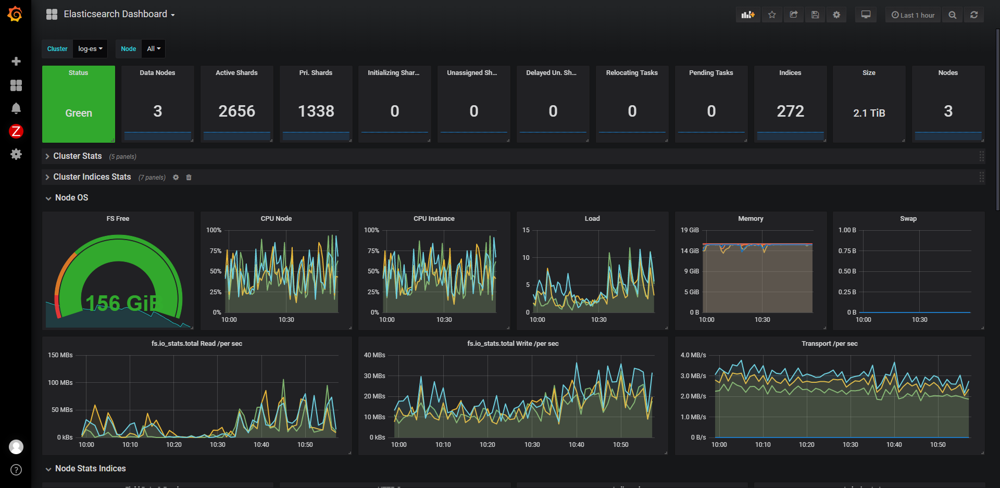 Elasticsearch Dashboard
Last 1 hour
Cluster log-es Node All
Status Data Nodes Active Shards Pri. Shards Initializing Shar... Unassigned Sh... Delayed Un. Sh... Relocating Tasks Pending Tasks Indices Size Nodes
Green 3 2656 1338 0 0 0 0 0 272 2.1 TiB 3
Z
Cluster Stats (5 panels)
Cluster Indices Stats (7 panels)
Node OS
FS Free
156 GiB
CPU Node
100%
75%
50%
25%
0%
10:00 10:30
CPU Instance
100%
75%
50%
25%
0%
10:00 10:30
Load
15
10
5
0
10:00 10:30
Memory
19 GiB
14 GiB
9 GiB
5 GiB
0 B
10:00 10:30
Swap
1.00 B
0.75 B
0.50 B
0.25 B
0 B
10:00 10:30
fs.io_stats.total Read /per sec
150 MBs
100 MBs
50 MBs
0 kBs
10:00 10:10 10:20 10:30 10:40 10:50
fs.io_stats.total Write /per sec
40 MBs
30 MBs
20 MBs
10 MBs
0 kBs
10:00 10:10 10:20 10:30 10:40 10:50
Transport /per sec
4.0 MB/s
3.0 MB/s
2.0 MB/s
1.0 MB/s
0 B/s
10:00 10:10 10:20 10:30 10:40 10:50
?
Node Stats Indices